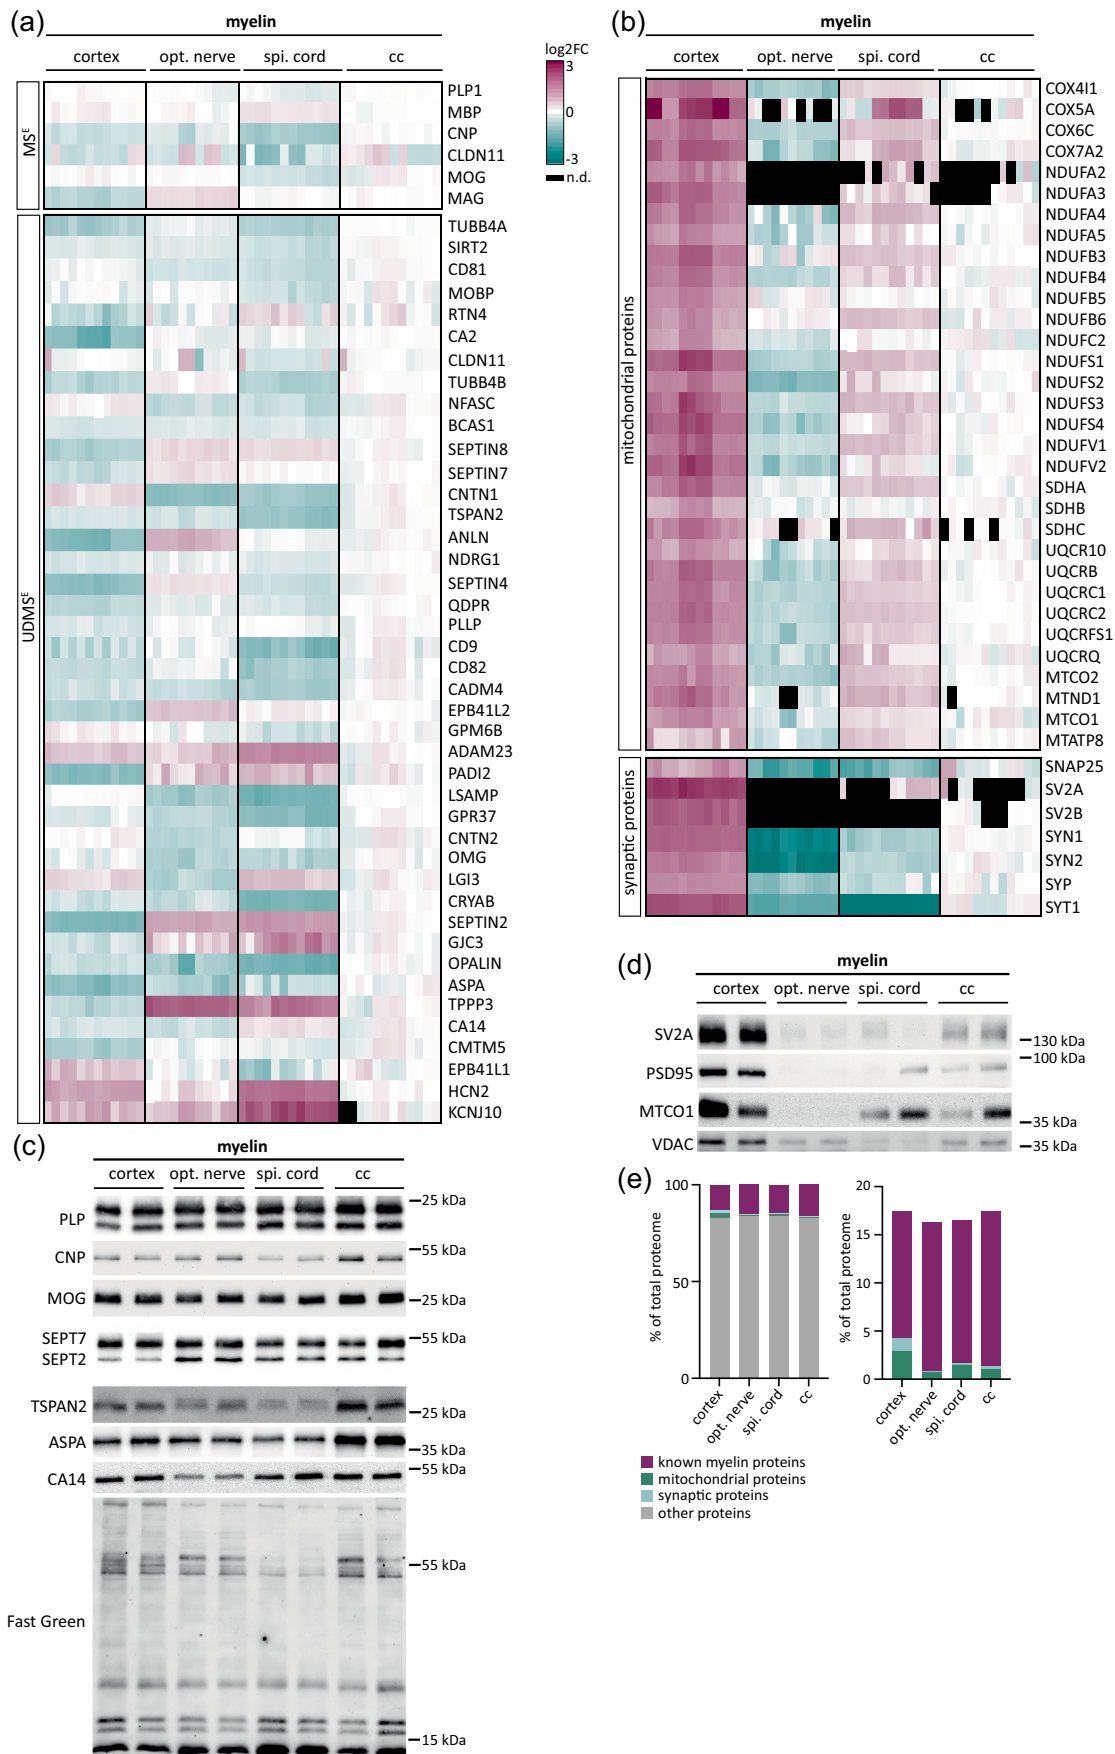 (a)
myelin
cortex opt. nerve spi. cord cc
MSᴱ
PLP1
MBP
CNP
CLDN11
MOG
MAG
UDMSᴱ
TUBB4A
SIRT2
CD81
MOBP
RTN4
CA2
CLDN11
TUBB4B
NFASC
BCAS1
SEPTIN8
SEPTIN7
CNTN1
TSPAN2
ANLN
NDRG1
SEPTIN4
QDPR
PLLP
CD9
CD82
CADM4
EPB41L2
GPM6B
ADAM23
PADI2
LSAMP
GPR37
CNTN2
OMG
LGI3
CRYAB
SEPTIN2
GJC3
OPALIN
ASPA
TPPP3
CA14
CMTM5
EPB41L1
HCN2
KCNJ10
log2FC
3
0
-3
n.d.
(b)
myelin
cortex opt. nerve spi. cord cc
mitochondrial proteins
COX4I1
COX5A
COX6C
COX7A2
NDUFA2
NDUFA3
NDUFA4
NDUFA5
NDUFB3
NDUFB4
NDUFB5
NDUFB6
NDUFC2
NDUFS1
NDUFS2
NDUFS3
NDUFS4
NDUFV1
NDUFV2
SDHA
SDHB
SDHC
UQCR10
UQCRB
UQCRC1
UQCRC2
UQCRFS1
UQCRQ
MTCO2
MTND1
MTCO1
MTATP8
synaptic proteins
SNAP25
SV2A
SV2B
SYN1
SYN2
SYP
SYT1
(c)
myelin
cortex opt. nerve spi. cord cc
PLP
25 kDa
CNP
55 kDa
MOG
25 kDa
SEPT7
55 kDa
SEPT2
TSPAN2
25 kDa
ASPA
35 kDa
CA14
55 kDa
Fast Green
55 kDa
15 kDa
(d)
myelin
cortex opt. nerve spi. cord cc
SV2A
130 kDa
100 kDa
PSD95
MTCO1
35 kDa
VDAC
35 kDa
(e)
% of total proteome
100
50
0
cortex
opt. nerve
spi. cord
cc
% of total proteome
20
15
10
5
0
cortex
opt. nerve
spi. cord
cc
known myelin proteins
mitochondrial proteins
synaptic proteins
other proteins